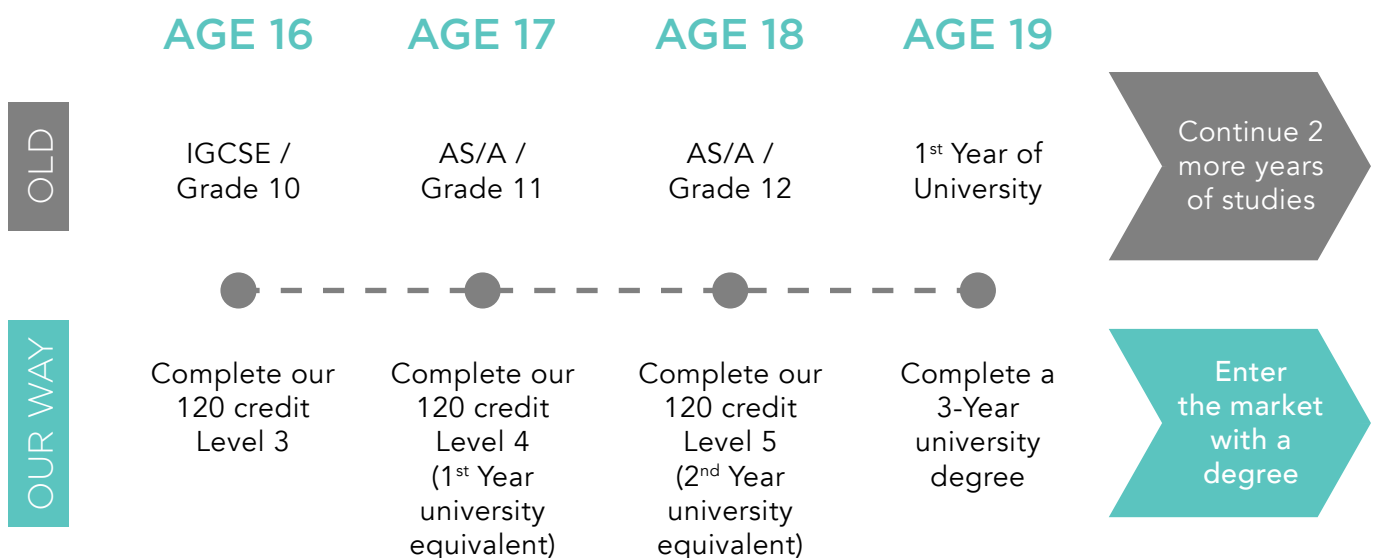 AGE 16
AGE 17
AGE 18
AGE 19
OLD
IGCSE /
Grade 10
AS/A /
Grade 11
AS/A /
Grade 12
1st Year of
University
Continue 2
more years
of studies
OUR WAY
Complete our
120 credit
Level 3
Complete our
120 credit
Level 4
(1st Year
university
equivalent)
Complete our
120 credit
Level 5
(2nd Year
university
equivalent)
Complete a
3-Year
university
degree
Enter
the market
with a
degree